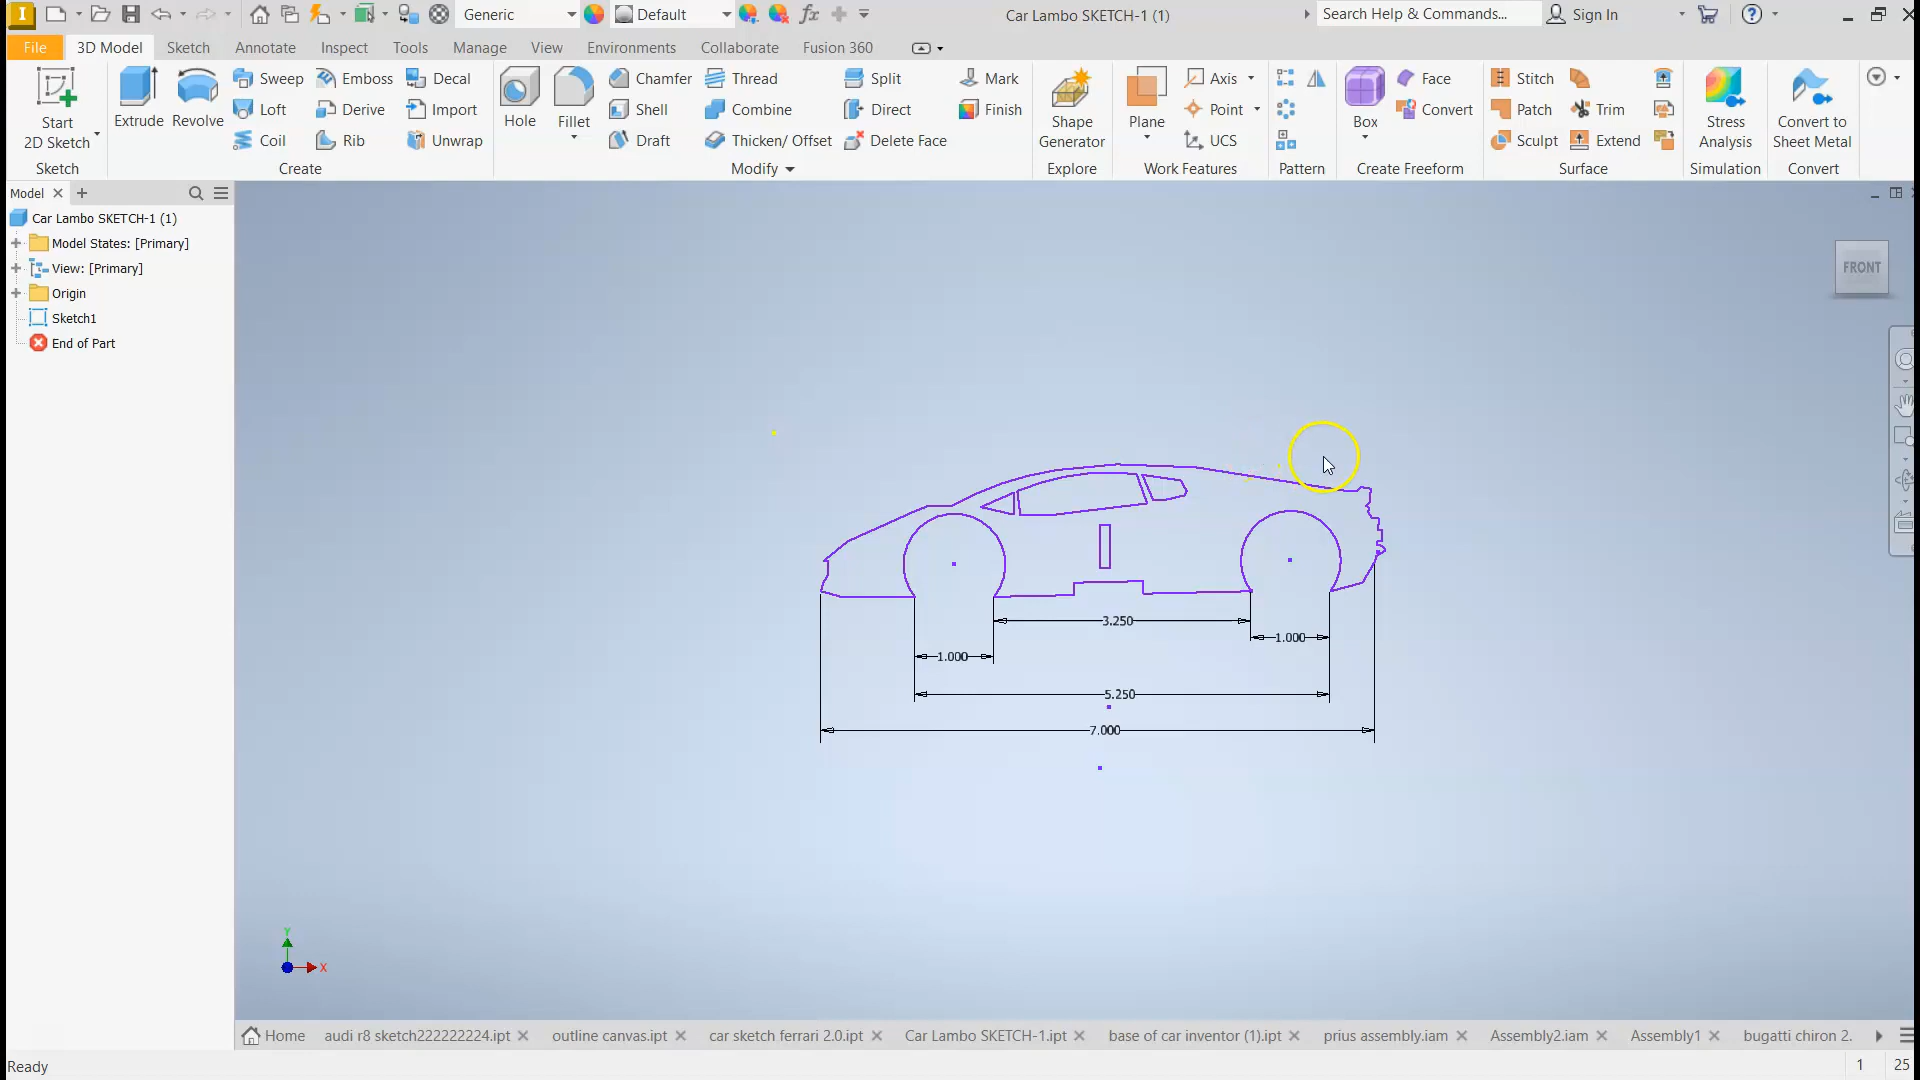 I Generic Default fx Car Lambo SKETCH-1 (1) Search Help & Commands... Sign In
File 3D Model Sketch Annotate Inspect Tools Manage View Environments Collaborate Fusion 360
Start 2D Sketch
Sketch
Extrude Revolve Sweep Loft Coil Emboss Derive Rib Decal Import Unwrap
Create
Hole Fillet Chamfer Shell Draft Thread Combine Thicken/ Offset Split Direct Delete Face Mark Finish
Modify
Shape Generator
Explore
Plane Axis Point UCS
Work Features
Pattern
Box Face Convert
Create Freeform
Stitch Patch Sculpt Trim Extend
Surface
Stress Analysis
Simulation
Convert to Sheet Metal
Convert
Model
Car Lambo SKETCH-1 (1)
Model States: [Primary]
View: [Primary]
Origin
Sketch1
End of Part
FRONT
3.250
1.000
1.000
5.250
7.000
Y
X
Home audi r8 sketch222222224.ipt outline canvas.ipt car sketch ferrari 2.0.ipt Car Lambo SKETCH-1.ipt base of car inventor (1).ipt prius assembly.iam Assembly2.iam Assembly1 bugatti chiron 2.
Ready 1 25